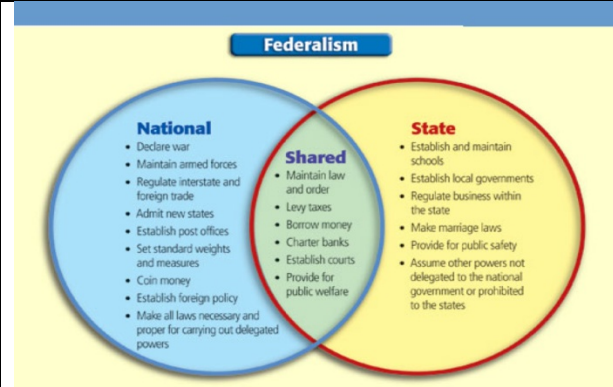 Federalism
National
• Declare war
• Maintain armed forces
• Regulate interstate and
foreign trade
• Admit new states
• Establish post offices
• Set standard weights
and measures
• Coin money
• Establish foreign policy
• Make all laws necessary and
proper for carrying out delegated
powers
Shared
• Maintain law
and order
• Levy taxes
• Borrow money
• Charter banks
• Establish courts
• Provide for
public welfare
State
• Establish and maintain
schools
• Establish local governments
• Regulate business within
the state
• Make marriage laws
• Provide for public safety
• Assume other powers not
delegated to the national
government or prohibited
to the states